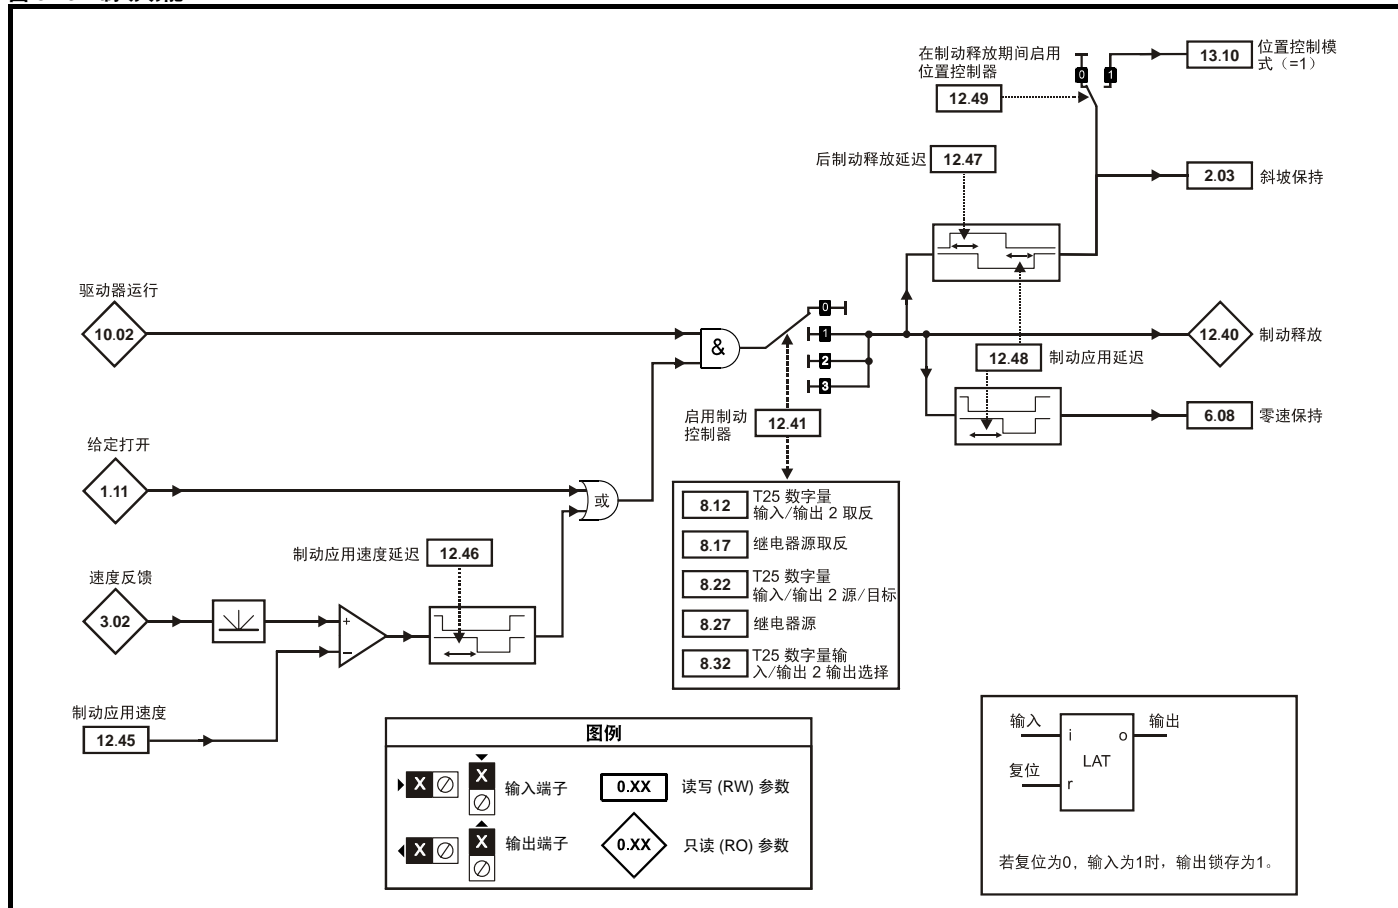 在制动释放期间启用
位置控制器
12.49
0
1
13.10
位置控制模
式（=1）
后制动释放延迟
12.47
2.03
斜坡保持
驱动器运行
10.02
&
0
1
2
3
12.40
制动释放
12.48
制动应用延迟
启用制动
控制器
12.41
6.08
零速保持
给定打开
1.11
或
8.12
T25 数字量
输入/输出 2 取反
8.17
继电器源取反
8.22
T25 数字量
输入/输出 2 源/目标
8.27
继电器源
8.32
T25 数字量输
入/输出 2 输出选择
制动应用速度延迟
12.46
速度反馈
3.02
+
−
制动应用速度
12.45
图例
X
X
输入端子
0.XX
读写 (RW) 参数
X
X
输出端子
0.XX
只读 (RO) 参数
输入
i
o
输出
LAT
复位
r
若复位为0，输入为1时，输出锁存为1。